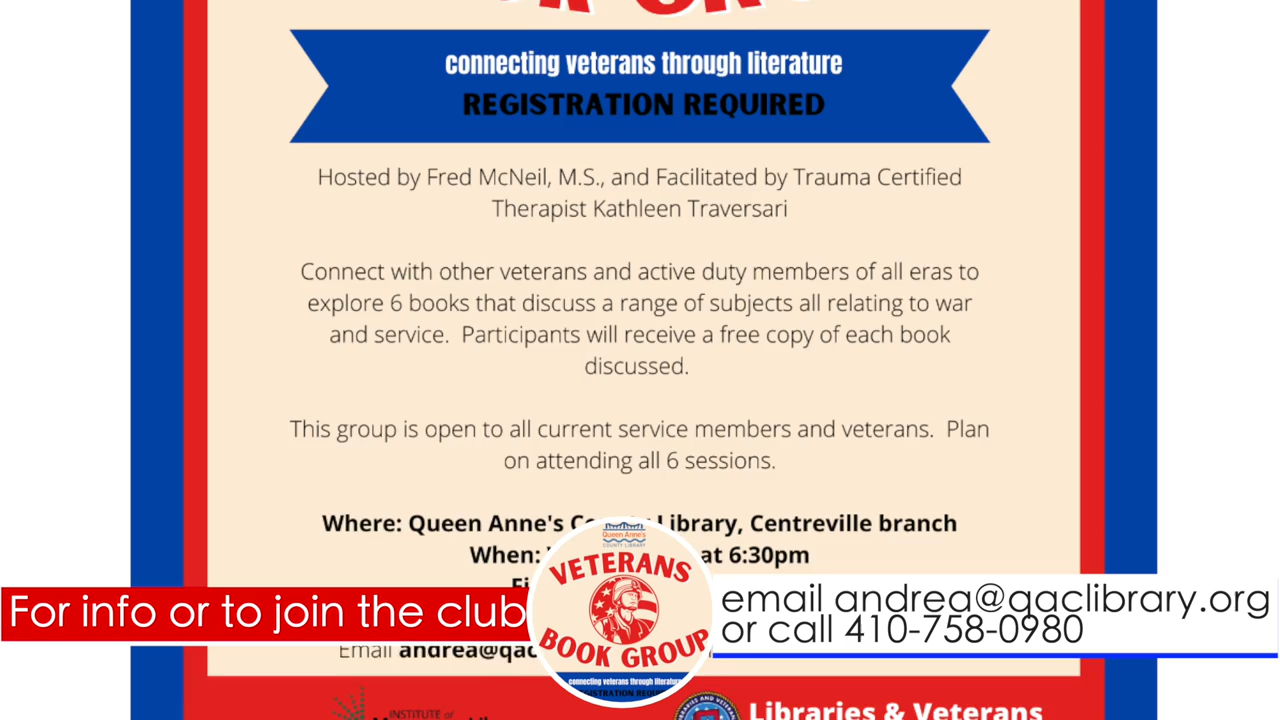 connecting veterans through literature
REGISTRATION REQUIRED
Hosted by Fred McNeil, M.S., and Facilitated by Trauma Certified
Therapist Kathleen Traversari
Connect with other veterans and active duty members of all eras to
explore 6 books that discuss a range of subjects all relating to war
and service. Participants will receive a free copy of each book
discussed.
This group is open to all current service members and veterans. Plan
on attending all 6 sessions.
Where: Queen Anne's Library, Centreville branch
When: at 6:30pm
Queen Anne's
COUNTY LIBRARY
VETERANS
BOOK GROUP
connecting veterans through literature
For info or to join the club
email andrea@qaclibrary.org
or call 410-758-0980
Email andrea@qac
INSTITUTE of
Libraries & Veterans